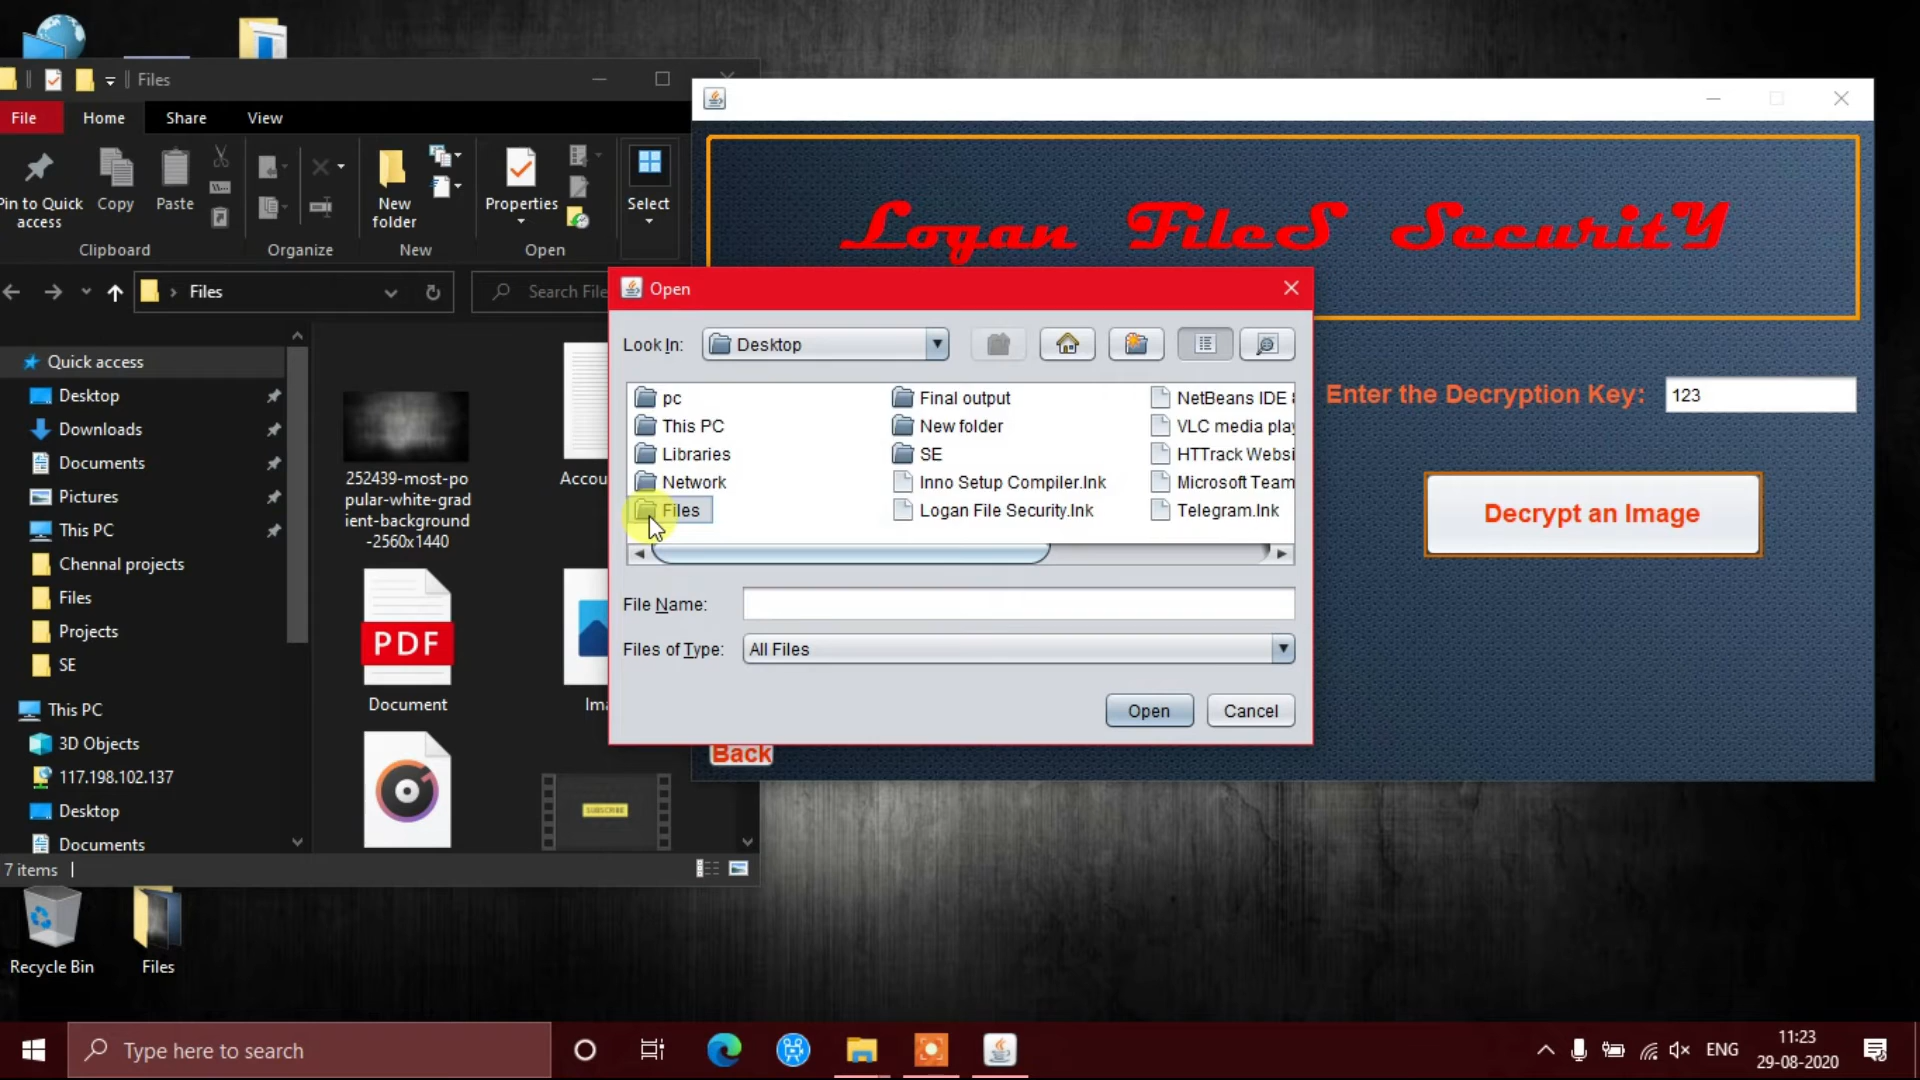 Files
File
Home
Share
View
Pin to Quick
access
Copy
Paste
Clipboard
Organize
New
folder
New
Properties
Open
Select
Files
Search File
Quick access
Desktop
Downloads
Documents
Pictures
This PC
Chennal projects
Files
Projects
SE
This PC
3D Objects
117.198.102.137
Desktop
Documents
252439-most-po
pular-white-grad
ient-background
-2560x1440
Accou
PDF
Document
Ima
SUBSCRIBE
7 items
Logan FileS SecuritY
Enter the Decryption Key:
123
Decrypt an Image
Back
Open
Look In:
Desktop
pc
This PC
Libraries
Network
Files
Final output
New folder
SE
Inno Setup Compiler.lnk
Logan File Security.lnk
NetBeans IDE
VLC media play
HTTrack Websi
Microsoft Team
Telegram.lnk
File Name:
Files of Type:
All Files
Open
Cancel
Recycle Bin
Files
Type here to search
ENG
11:23
29-08-2020